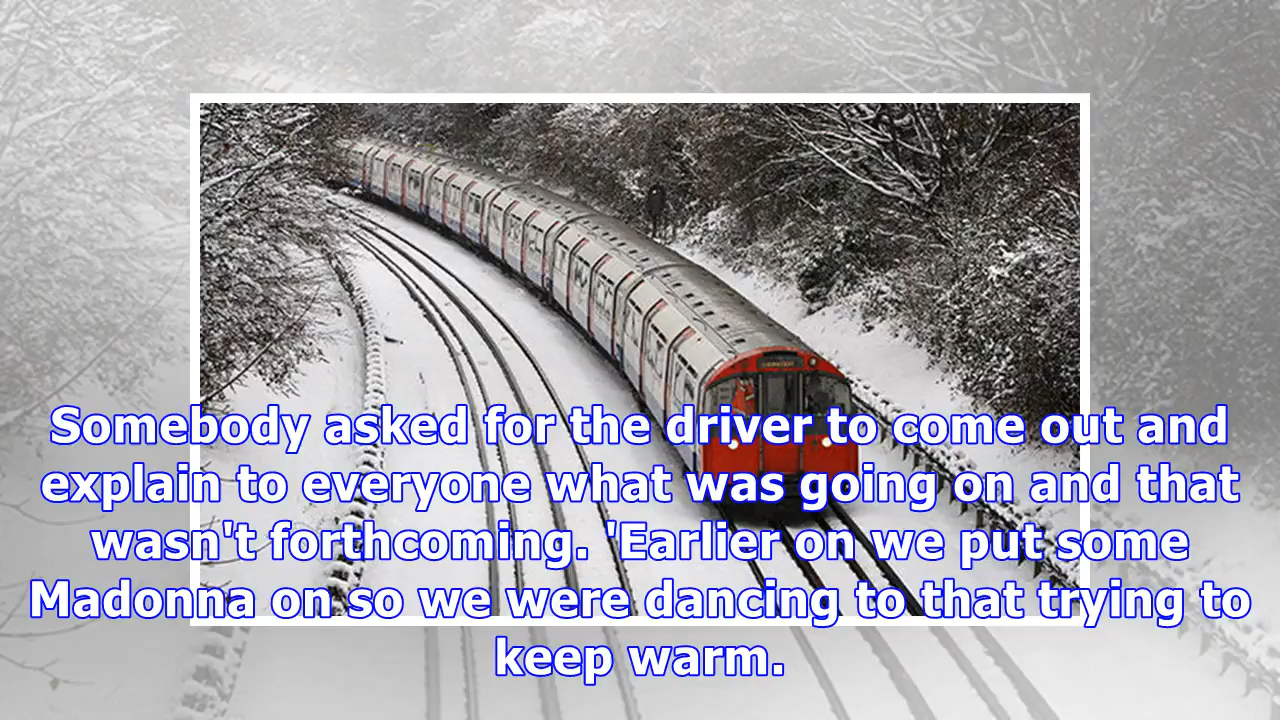 Somebody asked for the driver to come out and
explain to everyone what was going on and that
wasn't forthcoming. 'Earlier on we put some
Madonna on so we were dancing to that trying to
keep warm.